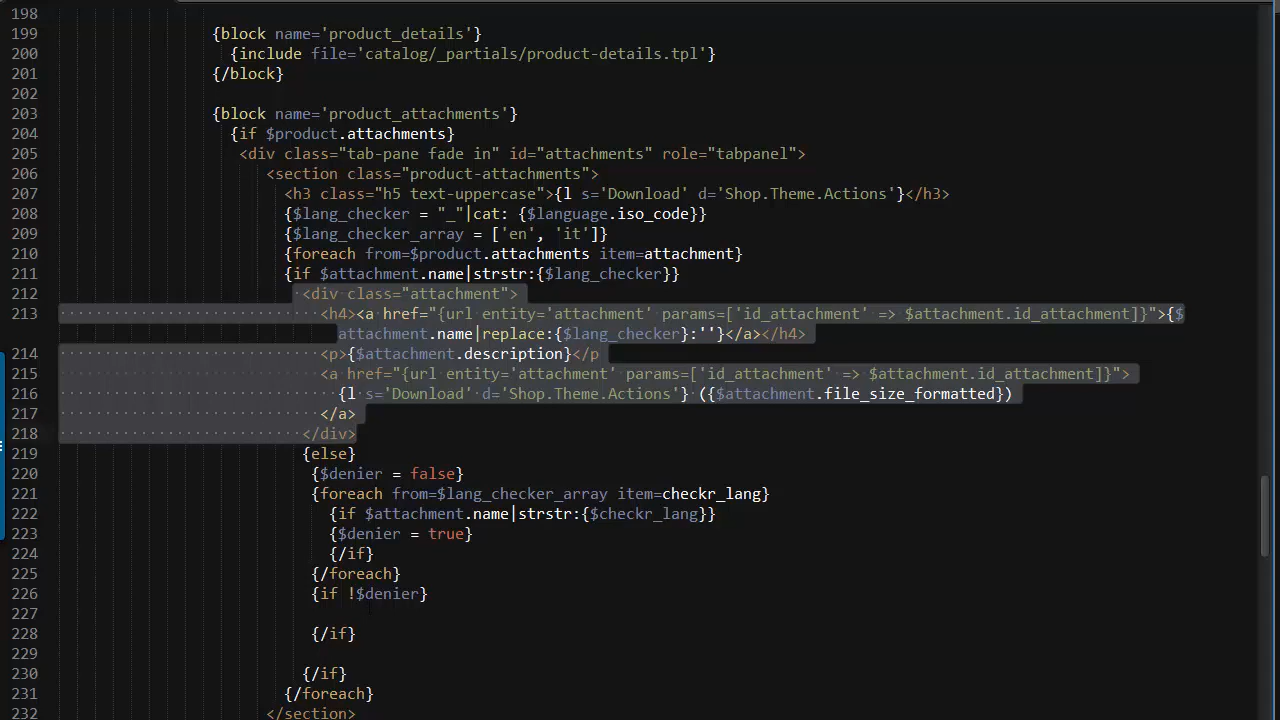 198
199 {block name='product_details'}
200 {include file='catalog/_partials/product-details.tpl'}
201 {/block}
202
203 {block name='product_attachments'}
204 {if $product.attachments}
205 <div class="tab-pane fade in" id="attachments" role="tabpanel">
206 <section class="product-attachments">
207 <h3 class="h5 text-uppercase">{l s='Download' d='Shop.Theme.Actions'}</h3>
208 {$lang_checker = "_"|cat: {$language.iso_code}}
209 {$lang_checker_array = ['en', 'it']}
210 {foreach from=$product.attachments item=attachment}
211 {if $attachment.name|strstr:{$lang_checker}}
212 <div class="attachment">
213 <h4><a href="{url entity='attachment' params=['id_attachment' => $attachment.id_attachment]}">{$
attachment.name|replace:{$lang_checker}:''}</a></h4>
214 <p>{$attachment.description}</p
215 <a href="{url entity='attachment' params=['id_attachment' => $attachment.id_attachment]}">
216 {l s='Download' d='Shop.Theme.Actions'} ({$attachment.file_size_formatted})
217 </a>
218 </div>
219 {else}
220 {$denier = false}
221 {foreach from=$lang_checker_array item=checkr_lang}
222 {if $attachment.name|strstr:{$checkr_lang}}
223 {$denier = true}
224 {/if}
225 {/foreach}
226 {if !$denier}
227
228 {/if}
229
230 {/if}
231 {/foreach}
232 </section>